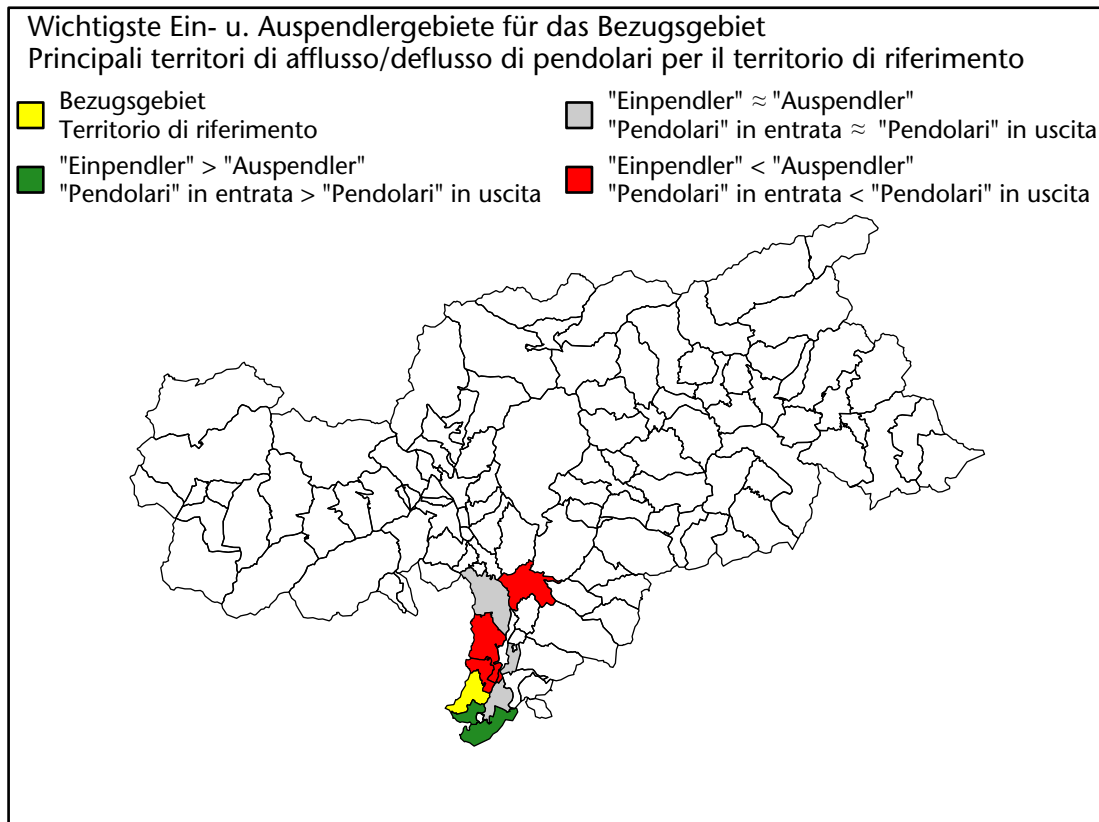 Wichtigste Ein- u. Auspendlergebiete für das Bezugsgebiet
Principali territori di afflusso/deflusso di pendolari per il territorio di riferimento
Bezugsgebiet
Territorio di riferimento
"Einpendler" > "Auspendler"
"Pendolari" in entrata > "Pendolari" in uscita
"Einpendler" ≈ "Auspendler"
"Pendolari" in entrata ≈ "Pendolari" in uscita
"Einpendler" < "Auspendler"
"Pendolari" in entrata < "Pendolari" in uscita